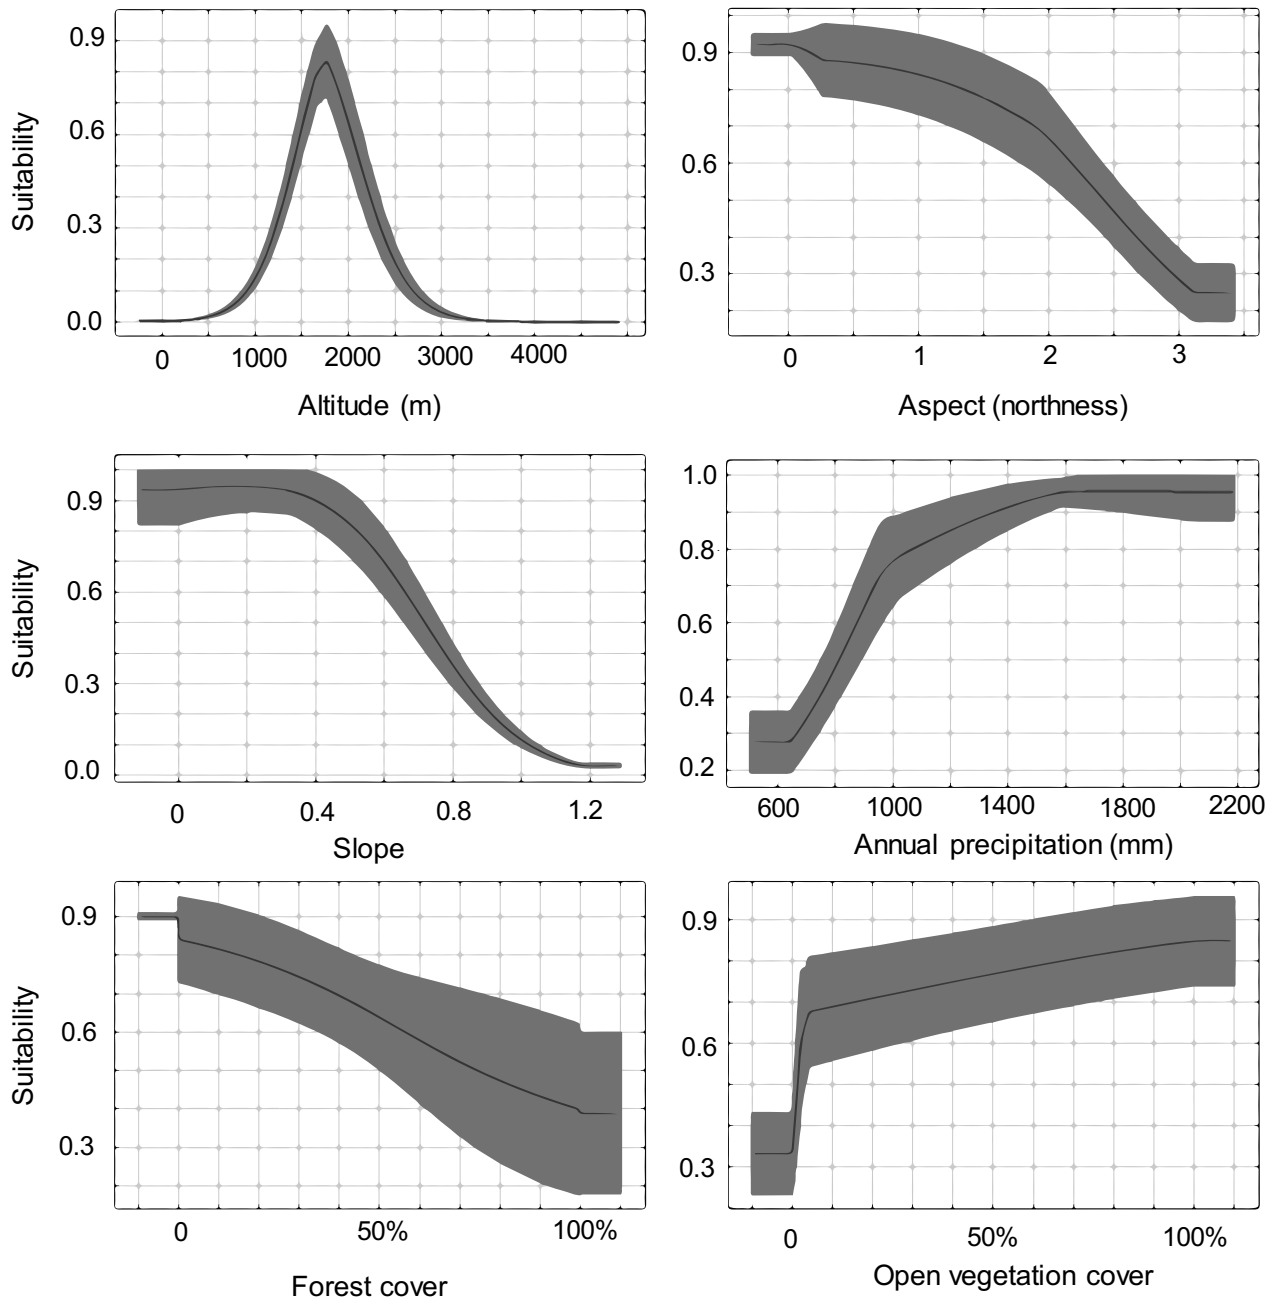 0.9
0.6
0.3
0.0
Suitability
0 1000 2000 3000 4000
Altitude (m)
0.9
0.6
0.3
0 1 2 3
Aspect (northness)
0.9
0.6
0.3
0.0
Suitability
0 0.4 0.8 1.2
Slope
1.0
0.8
0.6
0.4
0.2
600 1000 1400 1800 2200
Annual precipitation (mm)
0.9
0.6
0.3
Suitability
0 50% 100%
Forest cover
0.9
0.6
0.3
0 50% 100%
Open vegetation cover